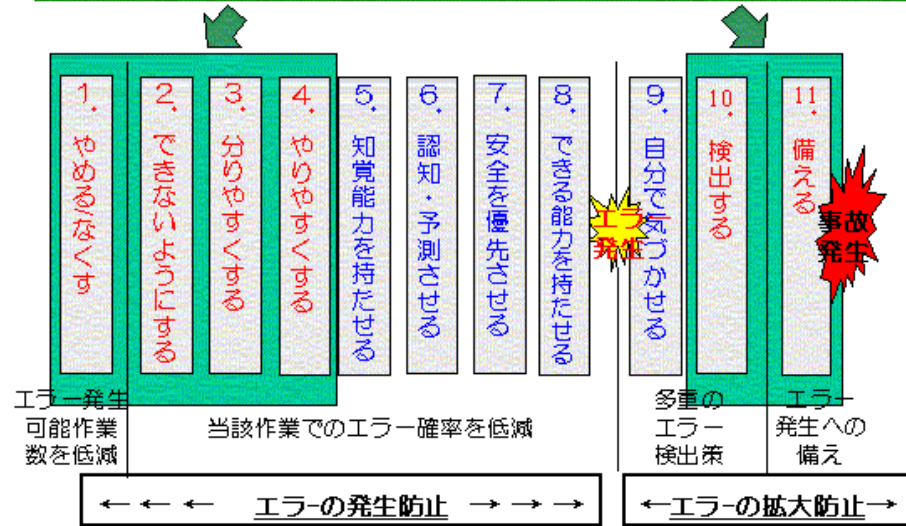 1. やめる(なくす
2. できないようにする
3. 分りやすくする
4. やりやすくする
5. 知覚能力を持たせる
6. 認知・予測させる
7. 安全を優先させる
8. できる能力を持たせる
エラー
発生
9. 自分で気づかせる
10. 検出する
11. 備える
事故
発生
エラー発生
可能作業
数を低減
当該作業でのエラー確率を低減
多重の
エラー
検出策
エラー
発生への
備え
←←← エラｰの発生防止 →→→→
←エラｰの拡大防止→